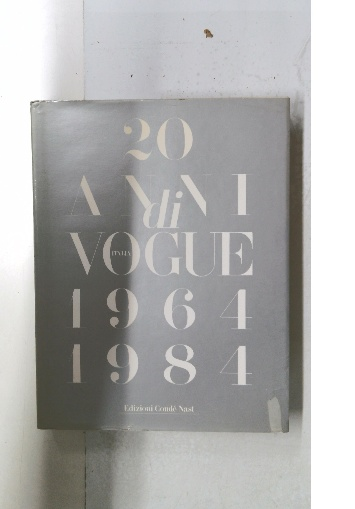 20
ANNI
di
VOGUE
ITALIA
1964
1984
Edizioni Condé Nast